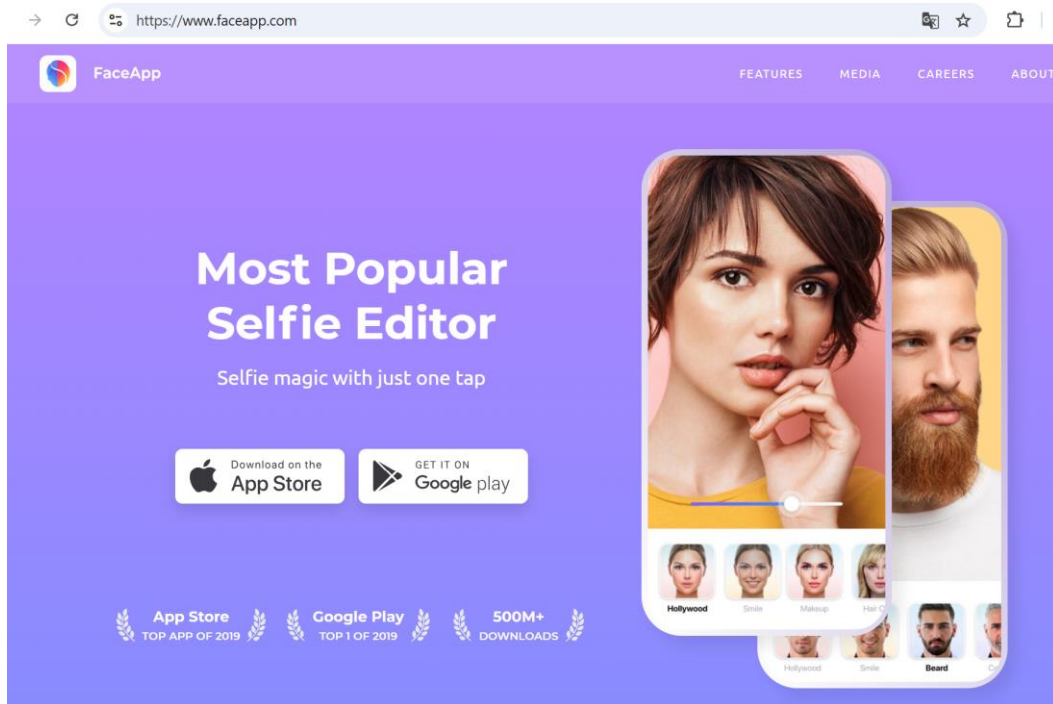 https://www.faceapp.com
FaceApp
FEATURES MEDIA CAREERS ABOUT
Most Popular
Selfie Editor
Selfie magic with just one tap
Download on the
App Store
GET IT ON
Google play
App Store
TOP APP OF 2019
Google Play
TOP 1 OF 2019
500M+
DOWNLOADS
Hollywood Smile Makeup Hair
Hollywood Smile Beard